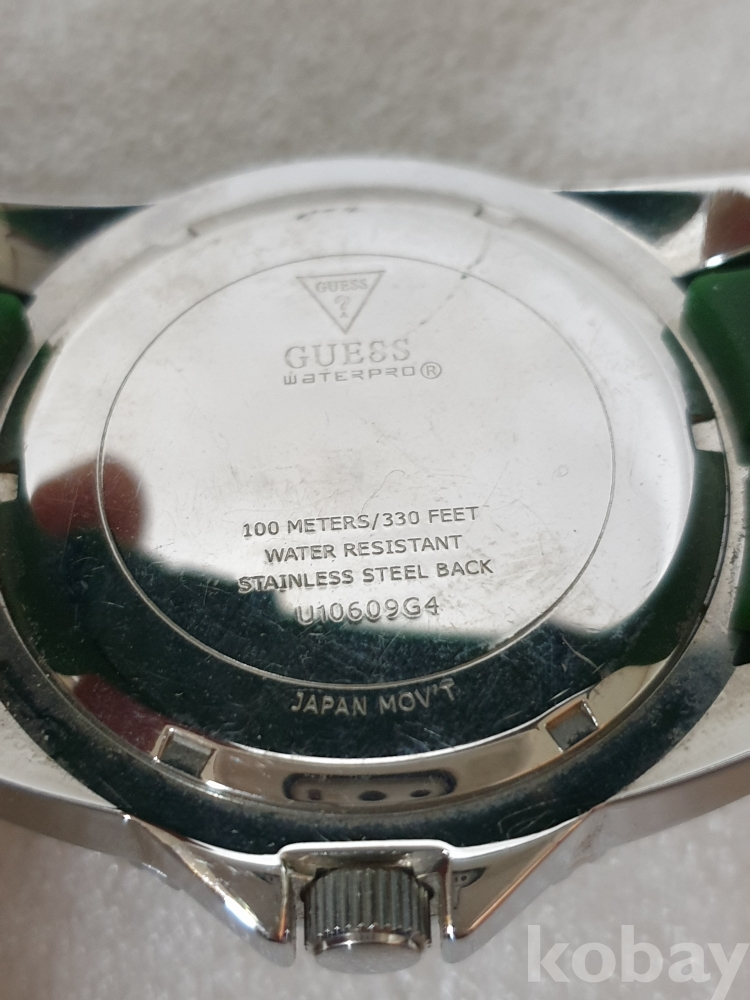 GUESS
?
GUESS
WATERPRO®
100 METERS/330 FEET
WATER RESISTANT
STAINLESS STEEL BACK
U10609G4
JAPAN MOV'T
kobay